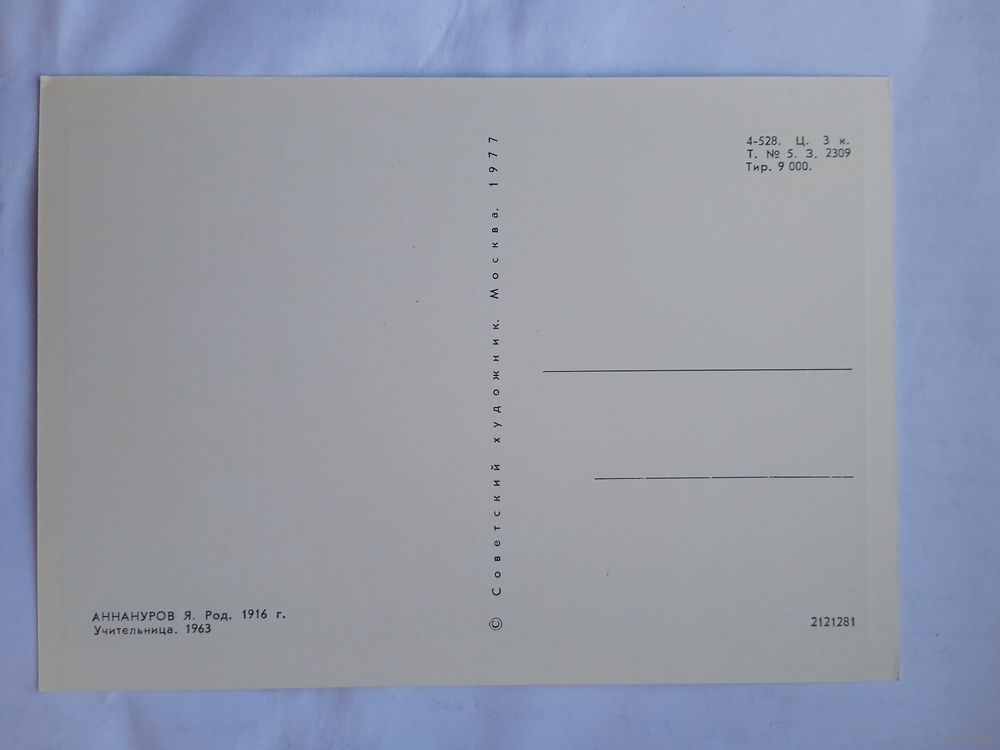 4-528. Ц. 3 к.
Т. № 5. З. 2309
Тир. 9 000.
© Советский художник. Москва. 1977
АННАНУРОВ Я. Род. 1916 г.
Учительница. 1963
2121281